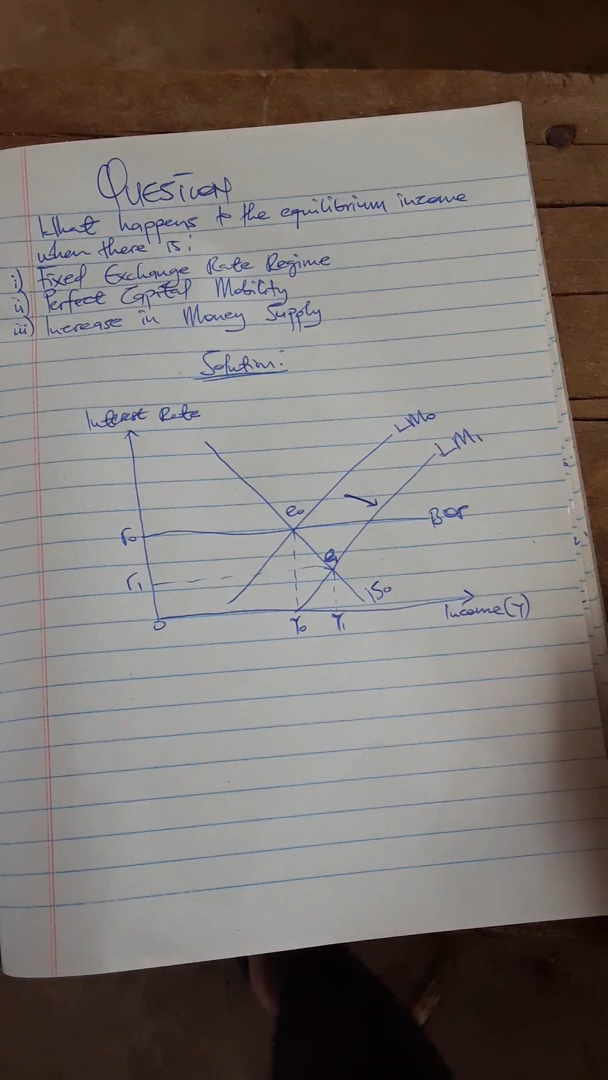 QUESTION
What happens to the equilibrium income
when there is:
i) Fixed Exchange Rate Regime
ii) Perfect Capital Mobility
iii) Increase in Money Supply
Solution:
Interest Rate
LM₀
LM₁
e₀
BOP
r₀
e₁
r₁
IS₀
Income (Y)
0
Y₀
Y₁